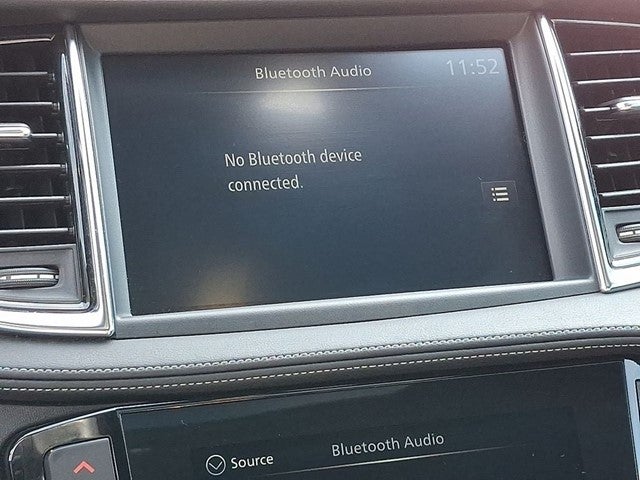 Bluetooth Audio
11:52
No Bluetooth device
connected.
Bluetooth Audio
Source